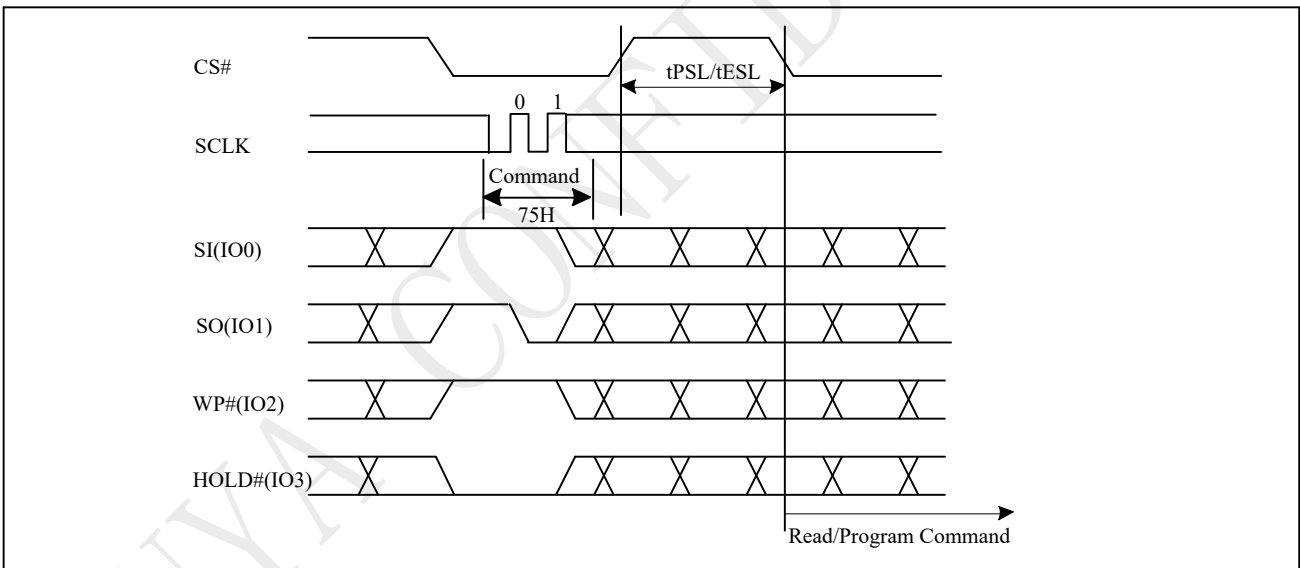 CS#
tPSL/tESL
0 1
SCLK
Command
75H
SI(IO0)
SO(IO1)
WP#(IO2)
HOLD#(IO3)
Read/Program Command